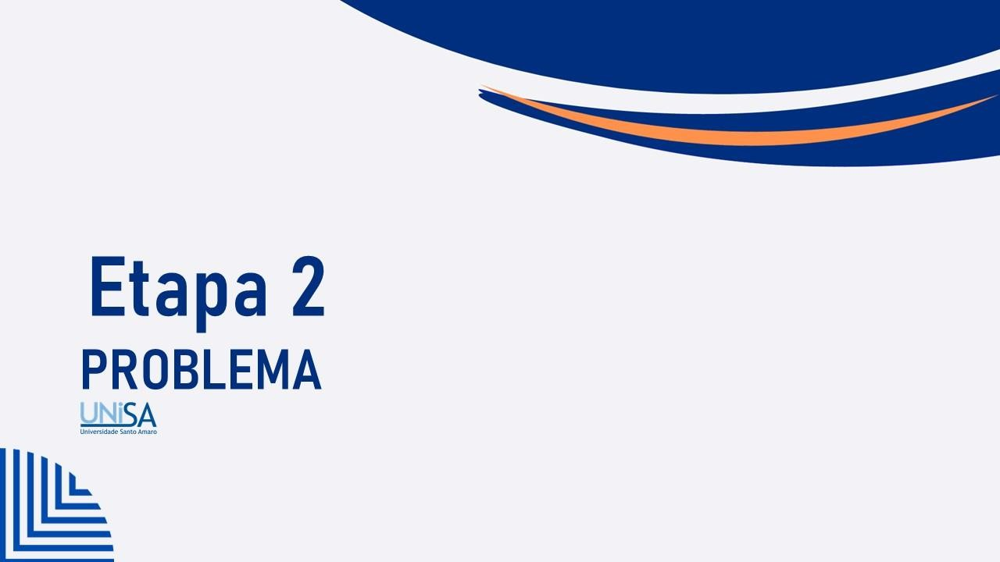 Etapa 2
PROBLEMA
UNiSA
Universidade Santo Amaro